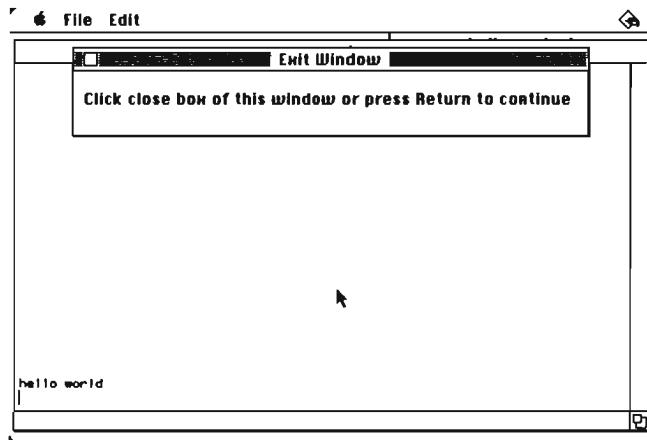 File Edit
Exit Window
Click close box of this window or press Return to continue
hello world